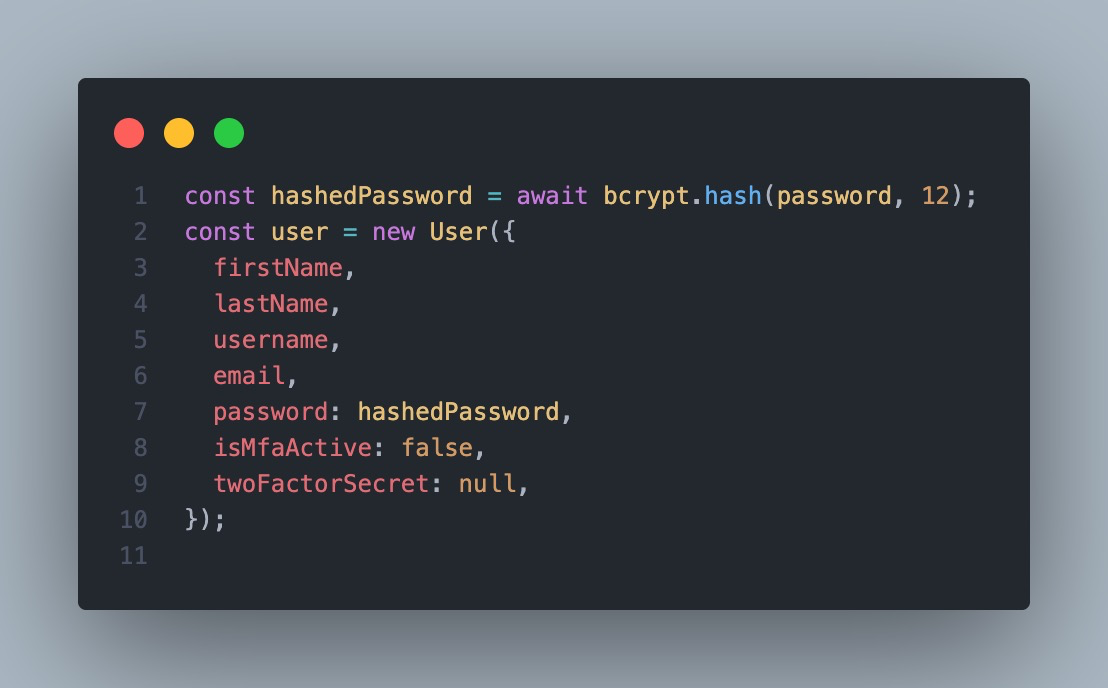 1 const hashedPassword = await bcrypt.hash(password, 12);
2 const user = new User({
3   firstName,
4   lastName,
5   username,
6   email,
7   password: hashedPassword,
8   isMfaActive: false,
9   twoFactorSecret: null,
10 });
11